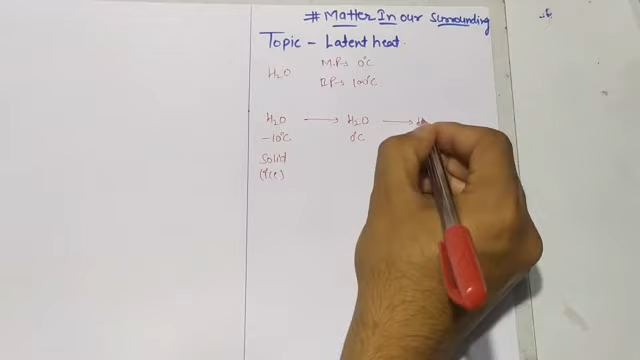 # Matter In our Surrounding
Topic - Latent heat.
H₂O M.P → 0°C
B.P → 100°C
H₂O → H₂O →
-10°C 0°C
Solid
(Ice)